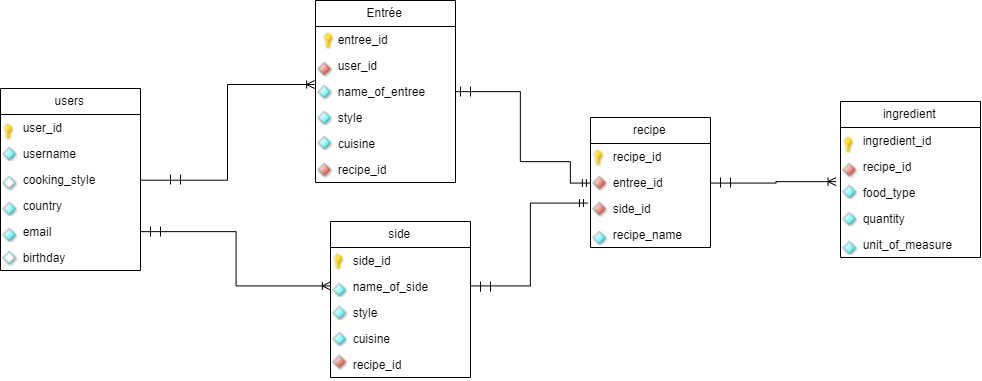 users
user_id
username
cooking_style
country
email
birthday
Entrée
entree_id
user_id
name_of_entree
style
cuisine
recipe_id
side
side_id
name_of_side
style
cuisine
recipe_id
recipe
recipe_id
entree_id
side_id
recipe_name
ingredient
ingredient_id
recipe_id
food_type
quantity
unit_of_measure